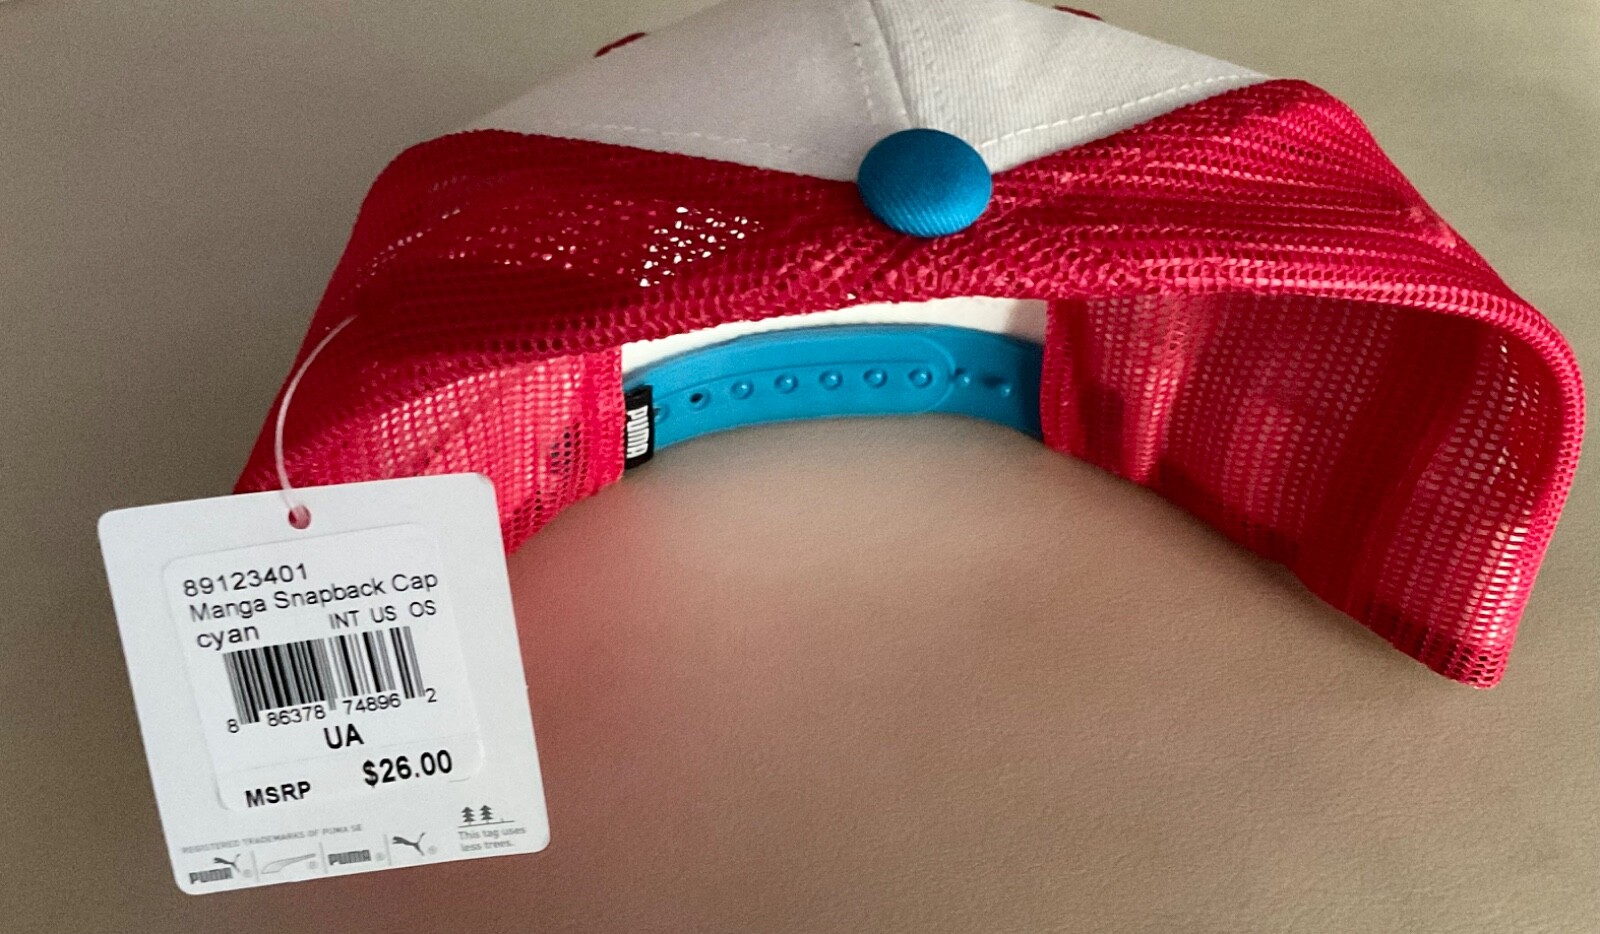 PUMA
89123401
Manga Snapback Cap
cyan INT US OS
8 86378 74896 2
UA
MSRP $26.00
REGISTERED TRADEMARKS OF PUMA SE
PUMA ® ® PUMA ® ®
This tag uses
less trees.